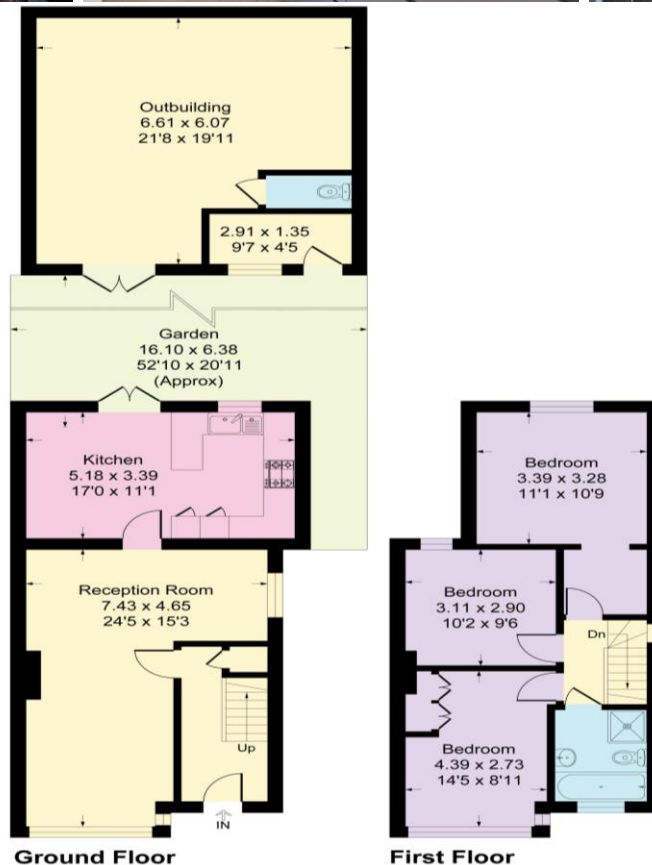 Outbuilding
6.61 x 6.07
21'8 x 19'11
2.91 x 1.35
9'7 x 4'5
Garden
16.10 x 6.38
52'10 x 20'11
(Approx)
Kitchen
5.18 x 3.39
17'0 x 11'1
Reception Room
7.43 x 4.65
24'5 x 15'3
Up
IN
Ground Floor
Bedroom
3.39 x 3.28
11'1 x 10'9
Bedroom
3.11 x 2.90
10'2 x 9'6
Dn
Bedroom
4.39 x 2.73
14'5 x 8'11
First Floor